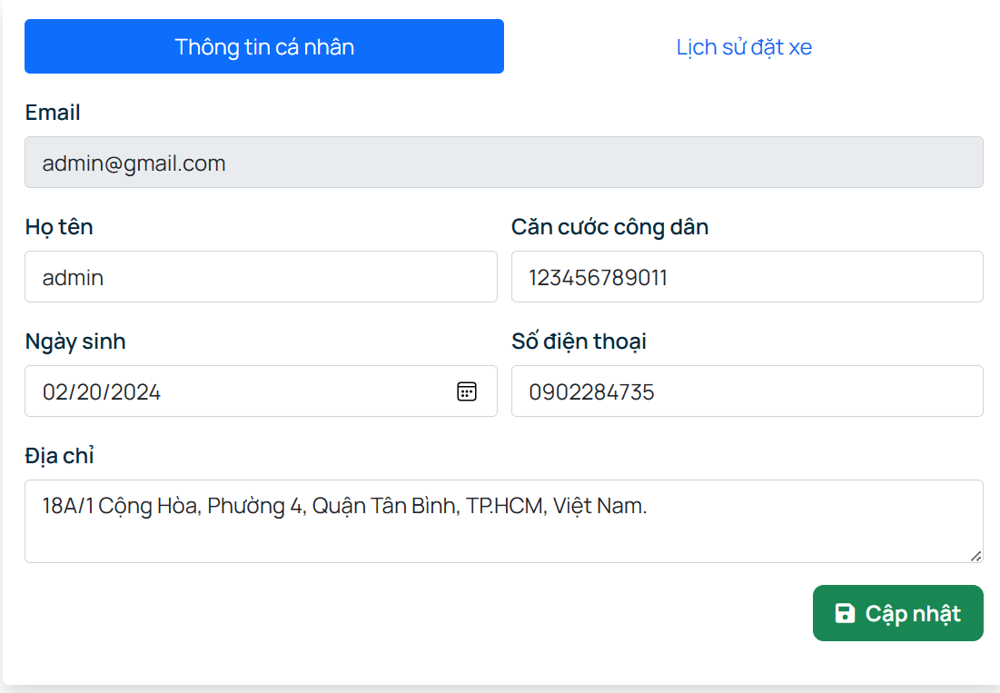 Thông tin cá nhân
Lịch sử đặt xe
Email
admin@gmail.com
Họ tên
Căn cước công dân
admin
123456789011
Ngày sinh
Số điện thoại
02/20/2024
0902284735
Địa chỉ
18A/1 Cộng Hòa, Phường 4, Quận Tân Bình, TP.HCM, Việt Nam.
Cập nhật